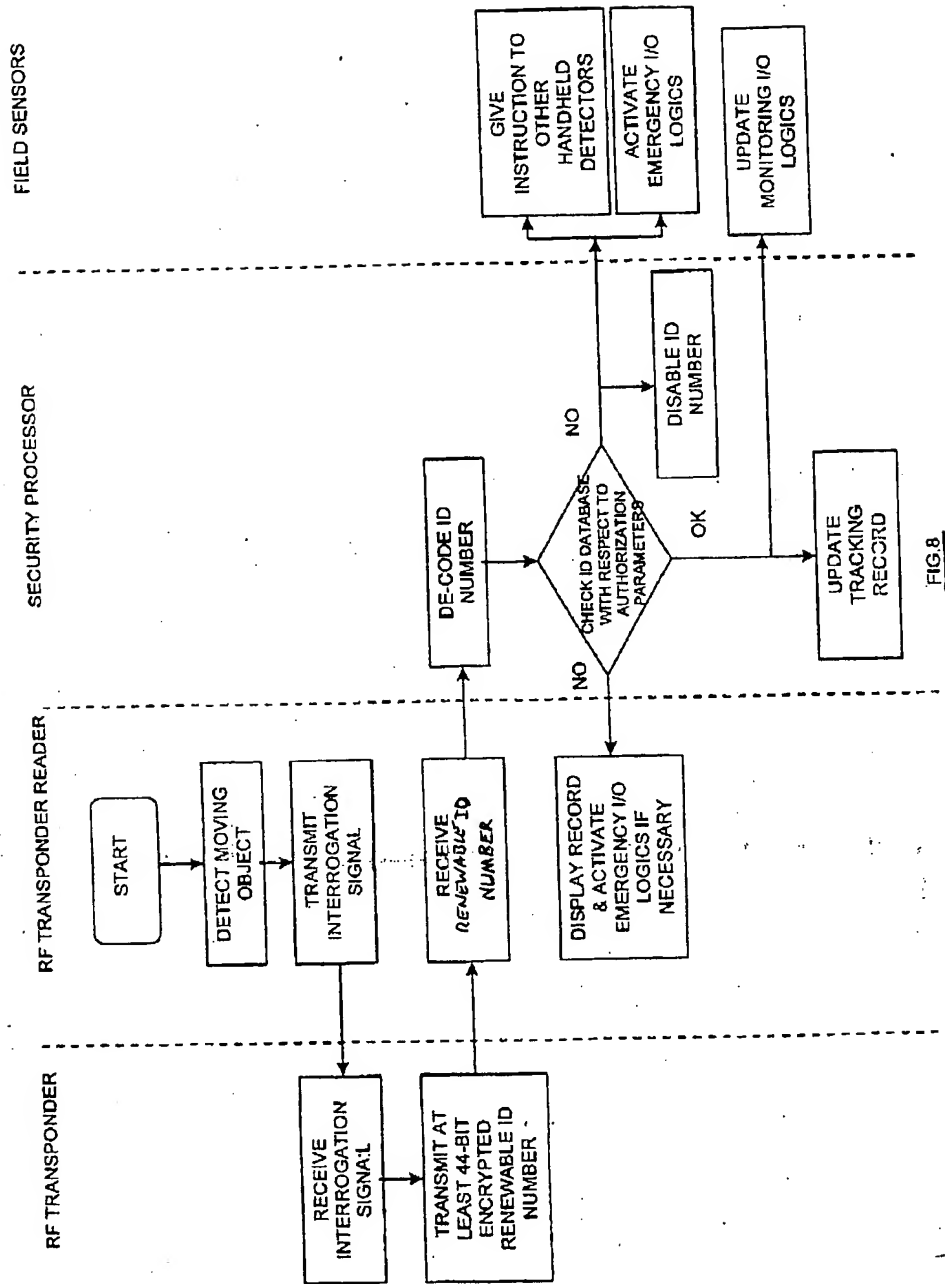 RF TRANSPONDER
RF TRANSPONDER READER
SECURITY PROCESSOR
FIELD SENSORS
START
DETECT MOVING
OBJECT
TRANSMIT
INTERROGATION
SIGNAL
RECEIVE
INTERROGATION
SIGNAL
TRANSMIT AT
LEAST 44-BIT
ENCRYPTED
RENEWABLE ID
NUMBER
RECEIVE
RENEWABLE ID
NUMBER
DE-CODE ID
NUMBER
CHECK ID DATABASE
WITH RESPECT TO
AUTHORIZATION
PARAMETERS
NO
DISPLAY RECORD
& ACTIVATE
EMERGENCY I/O
LOGICS IF
NECESSARY
NO
DISABLE ID
NUMBER
GIVE
INSTRUCTION TO
OTHER
HANDHELD
DETECTORS
ACTIVATE
EMERGENCY I/O
LOGICS
OK
UPDATE
TRACKING
RECORD
UPDATE
MONITORING I/O
LOGICS
FIG.8